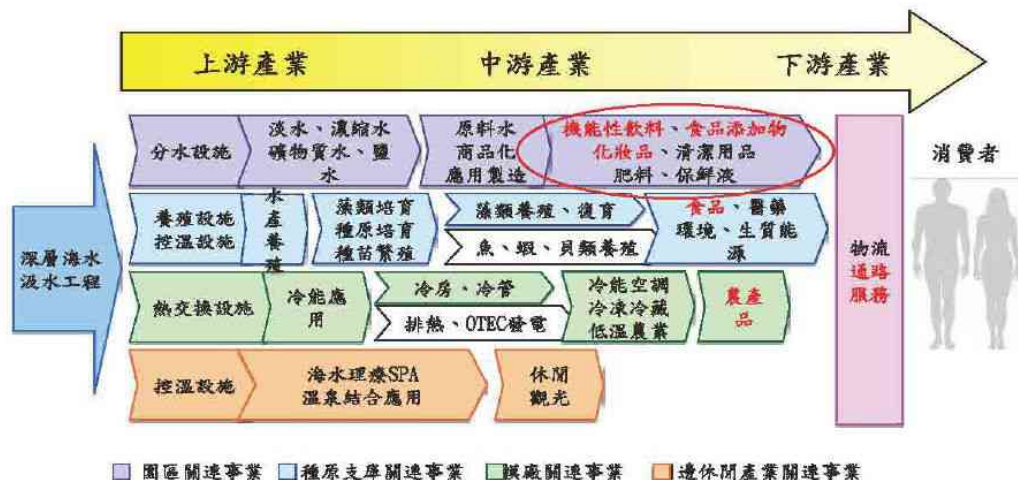 上游產業
中游產業
下游產業
分水設施
淡水、濃縮水
礦物質水、鹽
水
原料水
商品化
應用製造
機能性飲料、食品添加物
化妝品、清潔用品
肥料、保鮮液
消費者
深層海水
汲水工程
養殖設施
控溫設施
水
產
養
殖
藻類培育
種原培育
種苗繁殖
藻類養殖、復育
魚、蝦、貝類養殖
食品、醫藥
環境、生質能
源
物流
通路
服務
熱交換設施
冷能應
用
冷房、冷管
排熱、OTEC發電
冷能空調
冷凍冷藏
低溫農業
農產
品
控溫設施
海水理療SPA
溫泉結合應用
休閒
觀光
園區關連事業
種原支庫關連事業
模廠關連事業
邊休閒產業關連事業